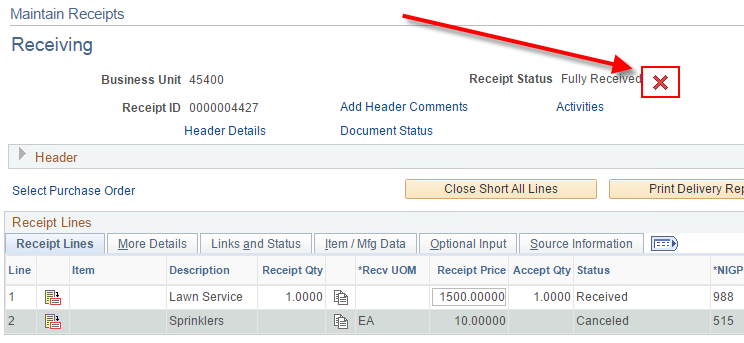 Maintain Receipts
Receiving
Business Unit 45400 Receipt Status Fully Received
Receipt ID 0000004427 Add Header Comments Activities
Header Details Document Status
Header
Select Purchase Order Close Short All Lines Print Delivery Rep
Receipt Lines
Receipt Lines More Details Links and Status Item / Mfg Data Optional Input Source Information
Line Item Description Receipt Qty *Recv UOM Receipt Price Accept Qty Status *NIGP
1 Lawn Service 1.0000 1500.00000 1.0000 Received 988
2 Sprinklers EA 10.00000 Canceled 515